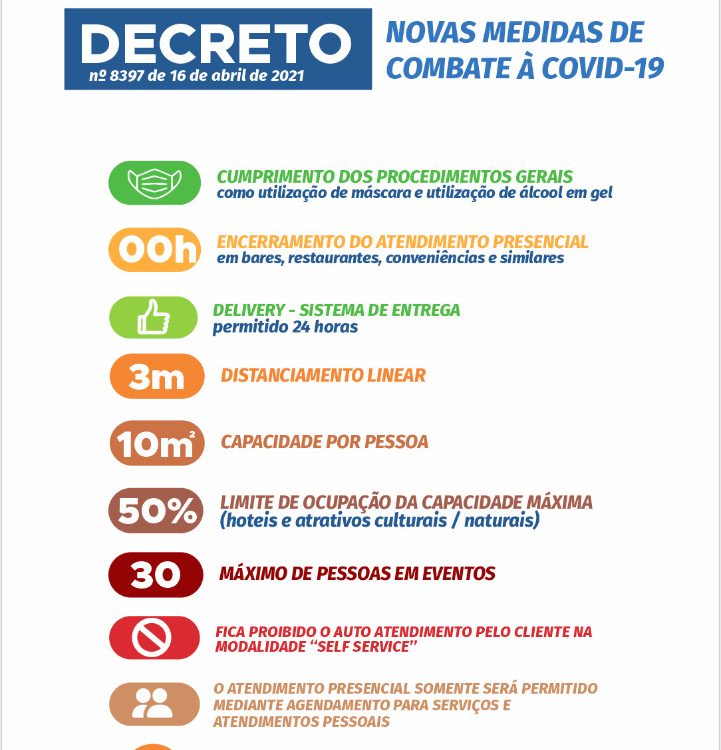 DECRETO
nº 8397 de 16 de abril de 2021
NOVAS MEDIDAS DE
COMBATE À COVID-19
CUMPRIMENTO DOS PROCEDIMENTOS GERAIS
como utilização de máscara e utilização de álcool em gel
00h
ENCERRAMENTO DO ATENDIMENTO PRESENCIAL
em bares, restaurantes, conveniências e similares
DELIVERY - SISTEMA DE ENTREGA
permitido 24 horas
3m
DISTANCIAMENTO LINEAR
10m²
CAPACIDADE POR PESSOA
50%
LIMITE DE OCUPAÇÃO DA CAPACIDADE MÁXIMA
(hoteis e atrativos culturais / naturais)
30
MÁXIMO DE PESSOAS EM EVENTOS
FICA PROIBIDO O AUTO ATENDIMENTO PELO CLIENTE NA
MODALIDADE “SELF SERVICE”
O ATENDIMENTO PRESENCIAL SOMENTE SERÁ PERMITIDO
MEDIANTE AGENDAMENTO PARA SERVIÇOS E
ATENDIMENTOS PESSOAIS